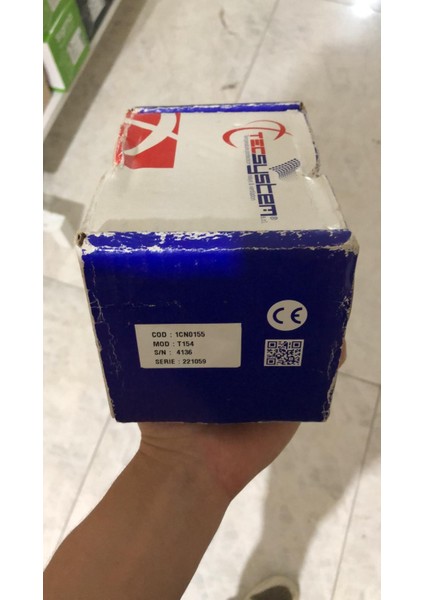 TECSYSTEM
COD : 1CN0155
MOD : T154
S/N : 4136
SERIE : 221059
CE